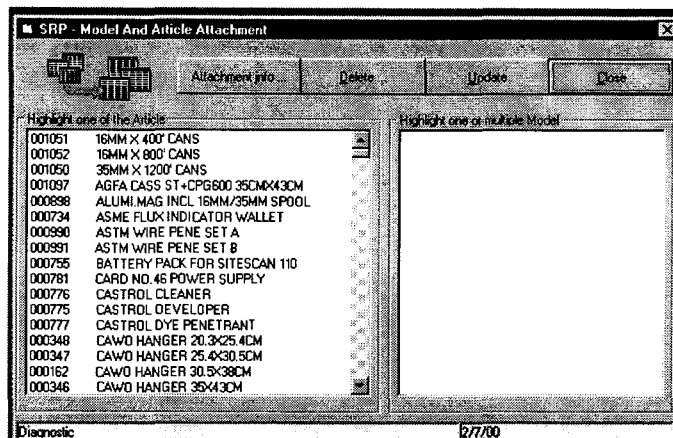 SRP - Model And Article Attachment
Attachment info ... Delete ... Update Close
Highlight one of the Article
Highlight one or multiple Model
001051 16MM X 400' CANS
001052 16MM X 800' CANS
001050 35MM X 1200' CANS
001097 AGFA CASS ST+CPG600 35CMX43CM
000898 ALUMI.MAG INCL 16MM/35MM SPOOL
000734 ASME FLUX INDICATOR WALLET
000990 ASTM WIRE PENE SET A
000991 ASTM WIRE PENE SET B
000755 BATTERY PACK FOR SITESCAN 110
000781 CARD NO.46 POWER SUPPLY
000776 CASTROL CLEANER
000775 CASTROL DEVELOPER
000777 CASTROL DYE PENETRANT
000348 CAWO HANGER 20.3X25.4CM
000347 CAWO HANGER 25.4X30.5CM
000162 CAWO HANGER 30.5X38CM
000346 CAWO HANGER 35X43CM
Diagnostic 2/7/00